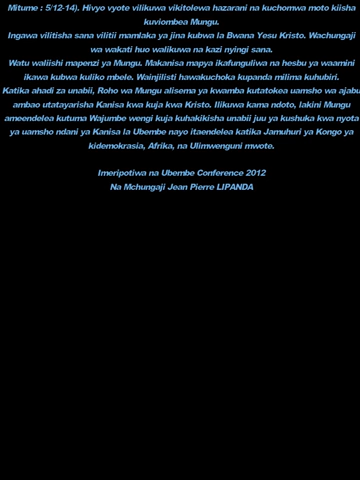 Mitume : 5/12-14). Hivyo vyote vilikuwa vikitolewa hazarani na kuchomwa moto kiisha
kuviombea Mungu.
Ingawa vilitisha sana vilitii mamlaka ya jina kubwa la Bwana Yesu Kristo. Wachungaji
wa wakati huo walikuwa na kazi nyingi sana.
Watu waliishi mapenzi ya Mungu. Makanisa mapya ikafunguliwa na hesbu ya waamini
ikawa kubwa kuliko mbele. Wainjilisti hawakuchoka kupanda milima kuhubiri.
Katika ahadi za unabii, Roho wa Mungu alisema ya kwamba kutatokea uamsho wa ajabu
ambao utatayarisha Kanisa kwa kuja kwa Kristo. Ilikuwa kama ndoto, lakini Mungu
ameendelea kutuma Wajumbe wengi kuja kuhakikisha unabii juu ya kushuka kwa nyota
ya uamsho ndari ya Kanisa la Ubembe nayo itaendelea katika Jamuhuri ya Kongo ya
kidemokrasia, Afrika, na Ulimwenguni mwote.
Imeripotiwa na Ubembe Conference 2012
Na Mchungaji Jean Pierre LIPANDA